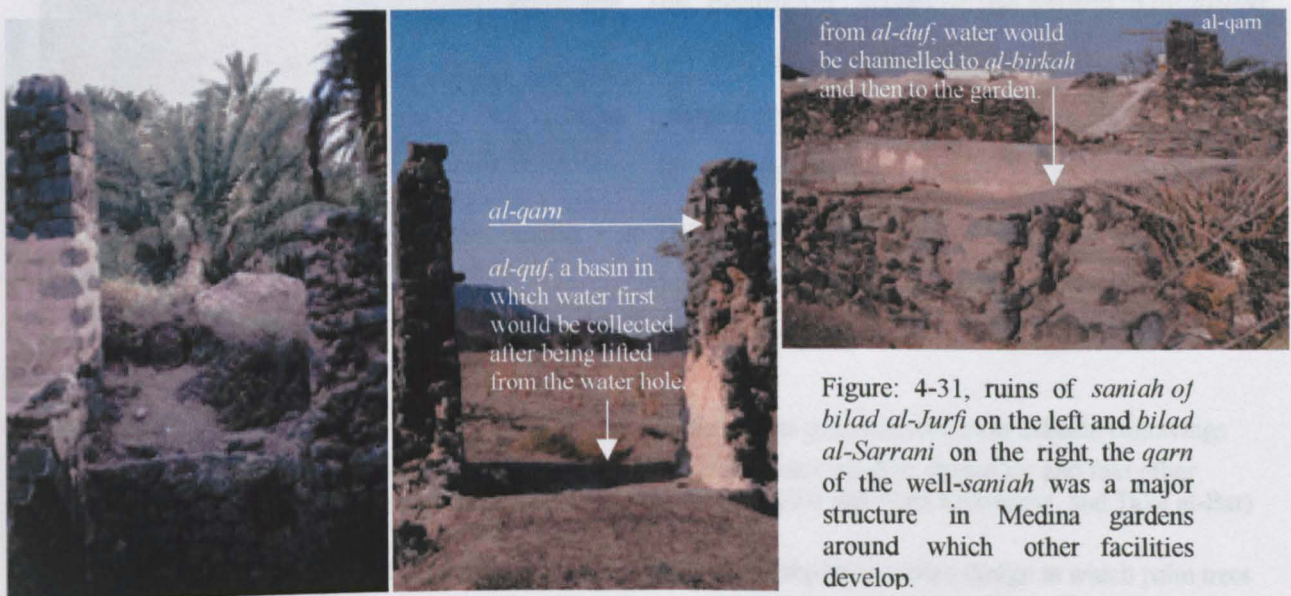 al-qarn
al-quf, a basin in
which water first
would be collected
after being lifted
from the water hole.
from al-duf, water would
be channelled to al-birkah
and then to the garden.
al-qarn
Figure: 4-31, ruins of saniah of
bilad al-Jurfi on the left and bilad
al-Sarrani on the right, the qarn
of the well-saniah was a major
structure in Medina gardens
around which other facilities
develop.